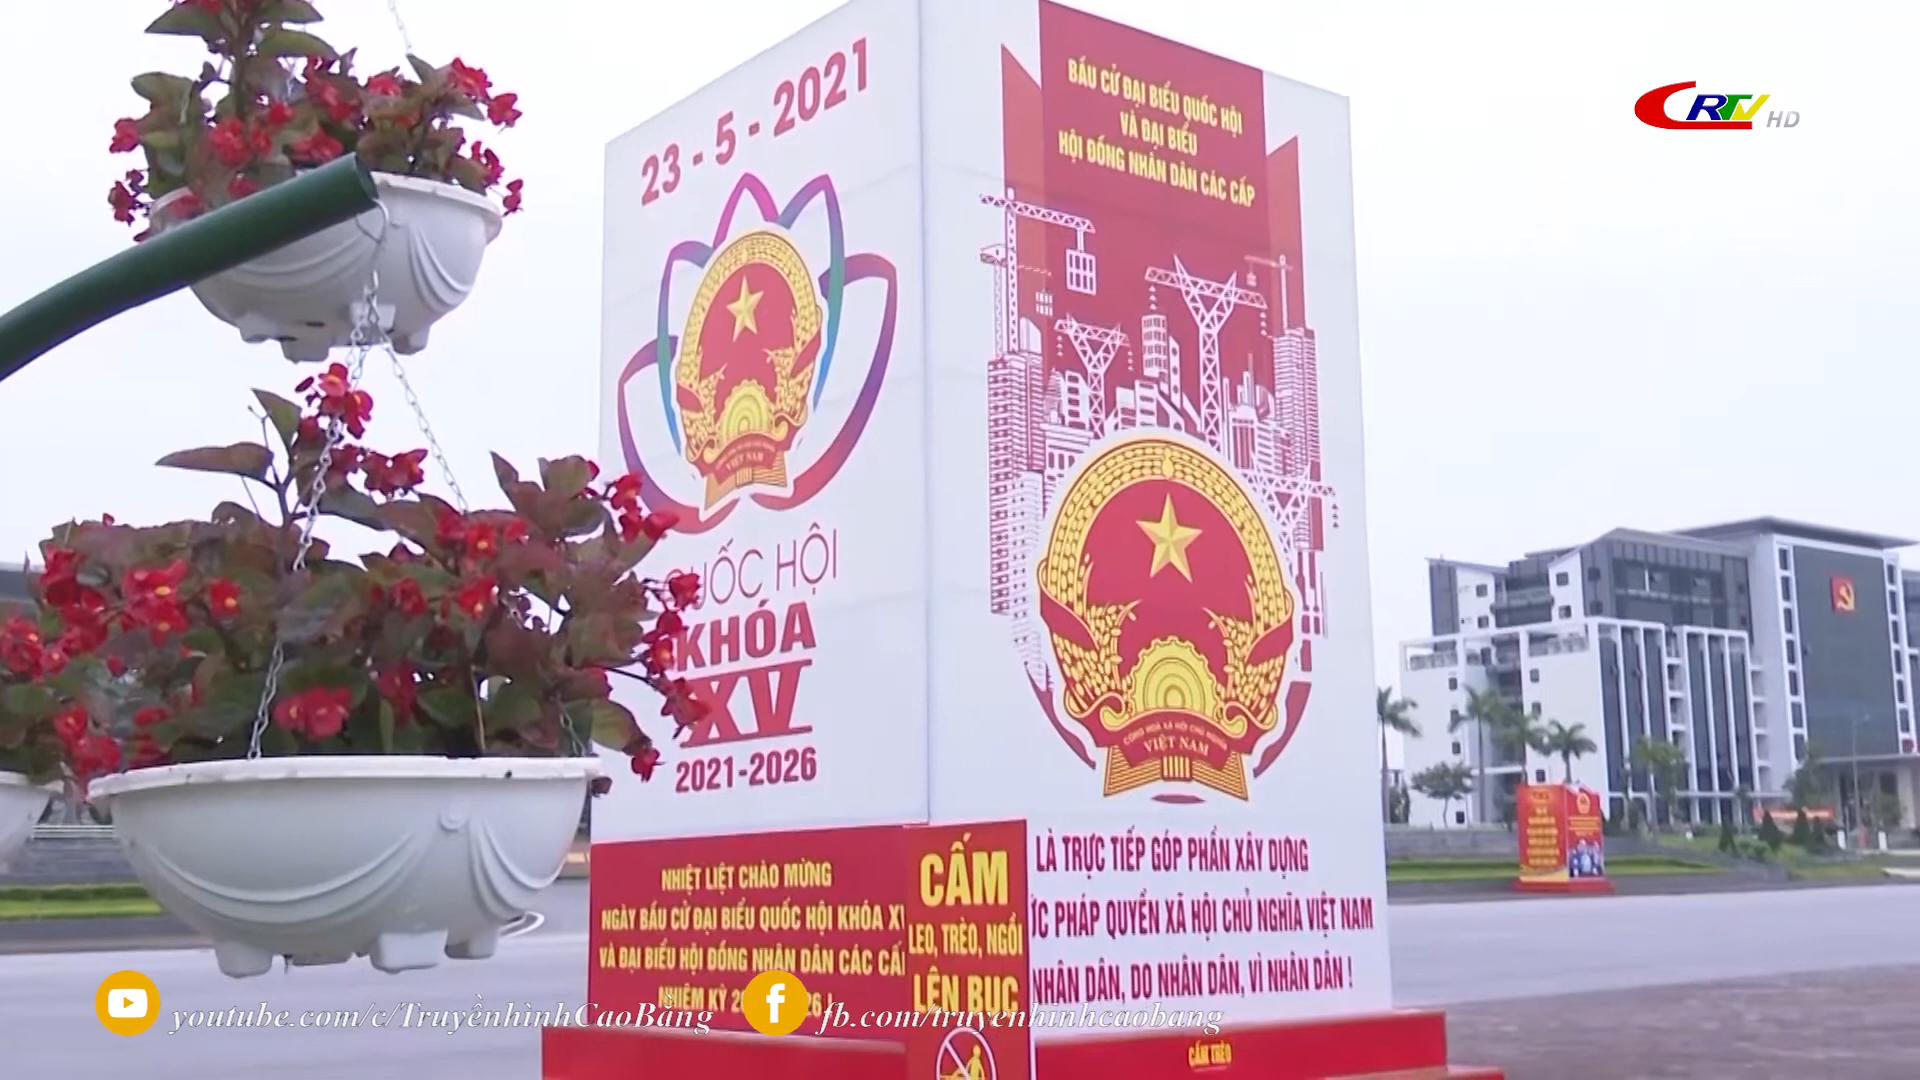 23 - 5 - 2021
VIỆT NAM
QUỐC HỘI
KHÓA
XV
2021-2026
NHIỆT LIỆT CHÀO MỪNG
NGÀY BẦU CỬ ĐẠI BIỂU QUỐC HỘI KHÓA XV
VÀ ĐẠI BIỂU HỘI ĐỒNG NHÂN DÂN CÁC CẤP
NHIỆM KỲ
BẦU CỬ ĐẠI BIỂU QUỐC HỘI
VÀ ĐẠI BIỂU
HỘI ĐỒNG NHÂN DÂN CÁC CẤP
CỘNG HÒA XÃ HỘI CHỦ NGHĨA
VIỆT NAM
LÀ TRỰC TIẾP GÓP PHẦN XÂY DỰNG
PHÁP QUYỀN XÃ HỘI CHỦ NGHĨA VIỆT NAM
NHÂN DÂN, DO NHÂN DÂN, VÌ NHÂN DÂN !
CẤM
LEO, TRÈO, NGỒI
LÊN BỤC
CẤM TRÈO
CRTV HD
youtube.com/c/TruyềnhìnhCaoBằng
fb.com/truyenhinhcaobang